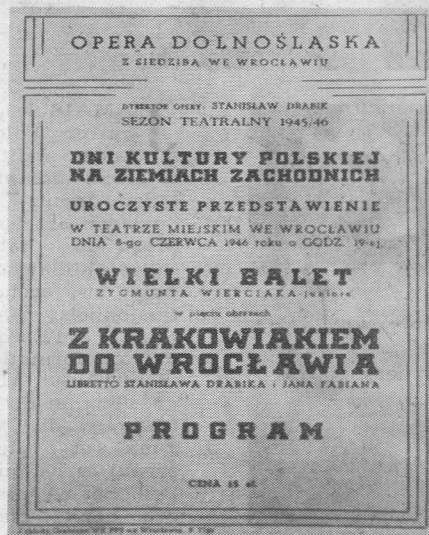 OPERA DOLNOŚLĄSKA
Z SIEDZIBĄ WE WROCŁAWIU
DYREKTOR OPERY: STANISŁAW DRABIK
SEZON TEATRALNY 1945/46
DNI KULTURY POLSKIEJ
NA ZIEMIACH ZACHODNICH
UROCZYSTE PRZEDSTAWIENIE
W TEATRZE MIEJSKIM WE WROCŁAWIU
DNIA 8-go CZERWCA 1946 roku o GODZ. 19-ej
WIELKI BALET
ZYGMUNTA WIERCIAKA-juniora
w pięciu obrazach
Z KRAKOWIAKIEM
DO WROCŁAWIA
LIBRETTO STANISŁAWA DRABIKA i JANA FABIANA
PROGRAM
CENA 15 zł.